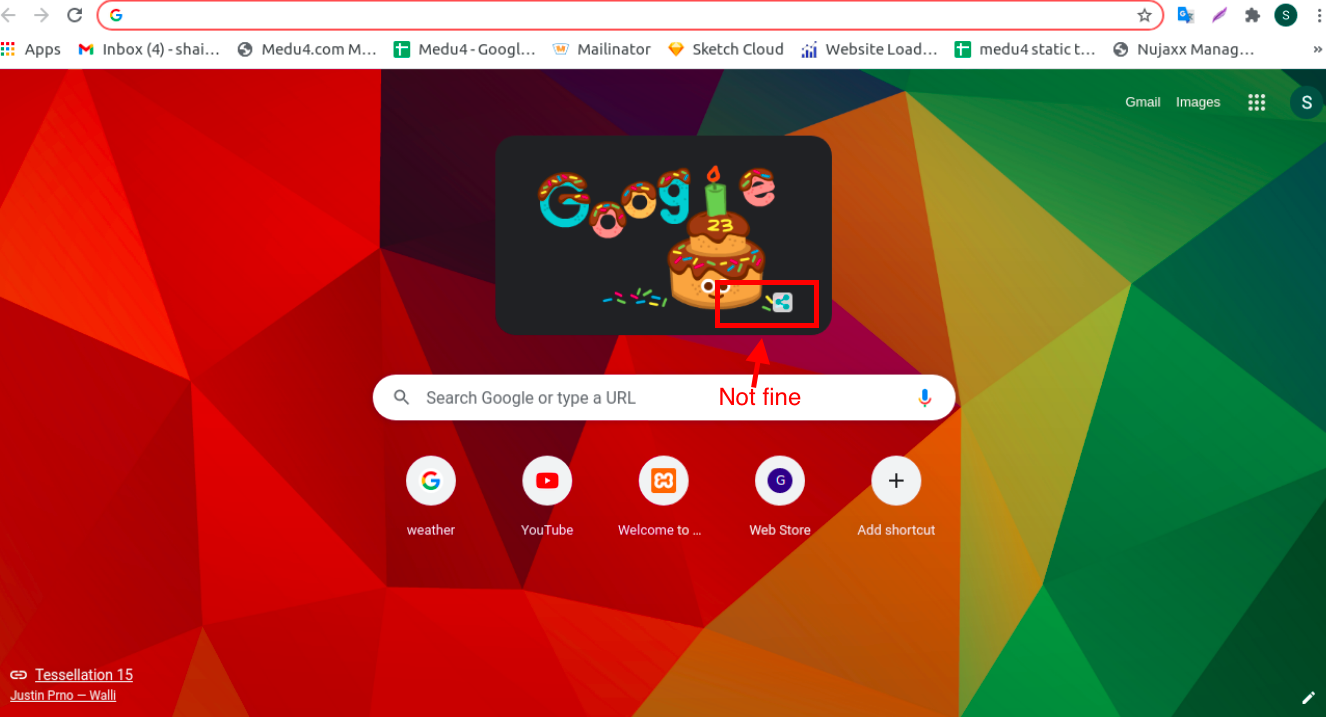 Apps
Inbox (4) - shai...
Medu4.com M...
Medu4 - Googl...
Mailinator
Sketch Cloud
Website Load...
medu4 static t...
Nujaxx Manag...
»
Gmail Images
S
S
Google
23
Search Google or type a URL
Not fine
G
weather
YouTube
Welcome to ...
Web Store
Add shortcut
Tessellation 15
Justin Prno — Walli